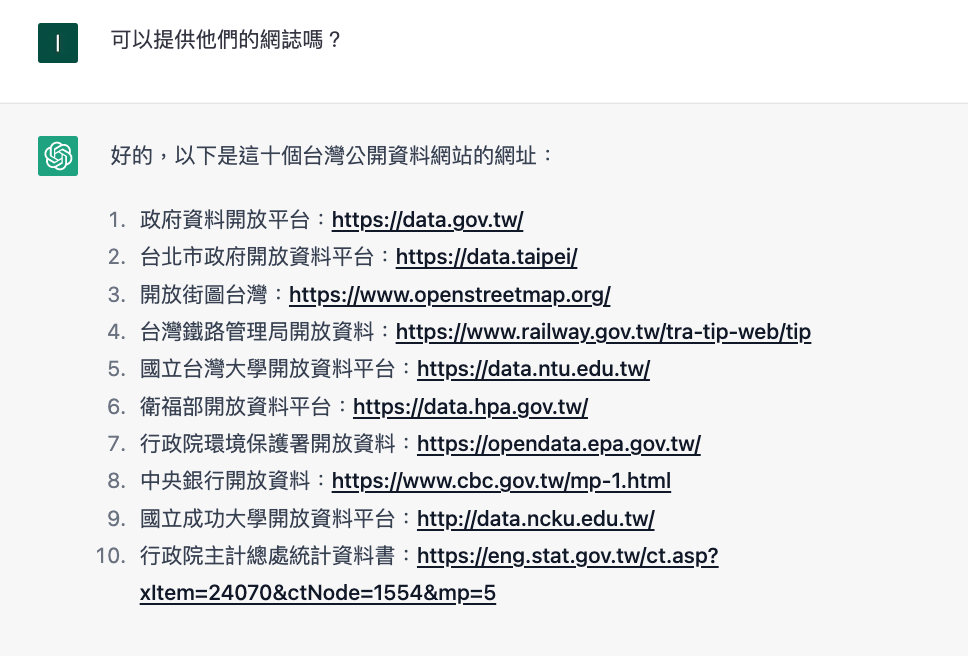 I
可以提供他們的網誌嗎？
好的，以下是這十個台灣公開資料網站的網址：
1. 政府資料開放平台：https://data.gov.tw/
2. 台北市政府開放資料平台：https://data.taipei/
3. 開放街圖台灣：https://www.openstreetmap.org/
4. 台灣鐵路管理局開放資料：https://www.railway.gov.tw/tra-tip-web/tip
5. 國立台灣大學開放資料平台：https://data.ntu.edu.tw/
6. 衛福部開放資料平台：https://data.hpa.gov.tw/
7. 行政院環境保護署開放資料：https://opendata.epa.gov.tw/
8. 中央銀行開放資料：https://www.cbc.gov.tw/mp-1.html
9. 國立成功大學開放資料平台：http://data.ncku.edu.tw/
10. 行政院主計總處統計資料書：https://eng.stat.gov.tw/ct.asp?
xItem=24070&ctNode=1554&mp=5